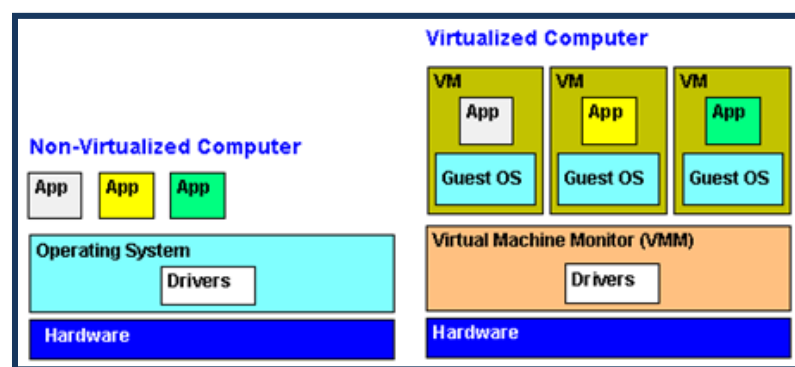 Non-Virtualized Computer
App App App
Operating System
Drivers
Hardware
Virtualized Computer
VM VM VM
App App App
Guest OS Guest OS Guest OS
Virtual Machine Monitor (VMM)
Drivers
Hardware